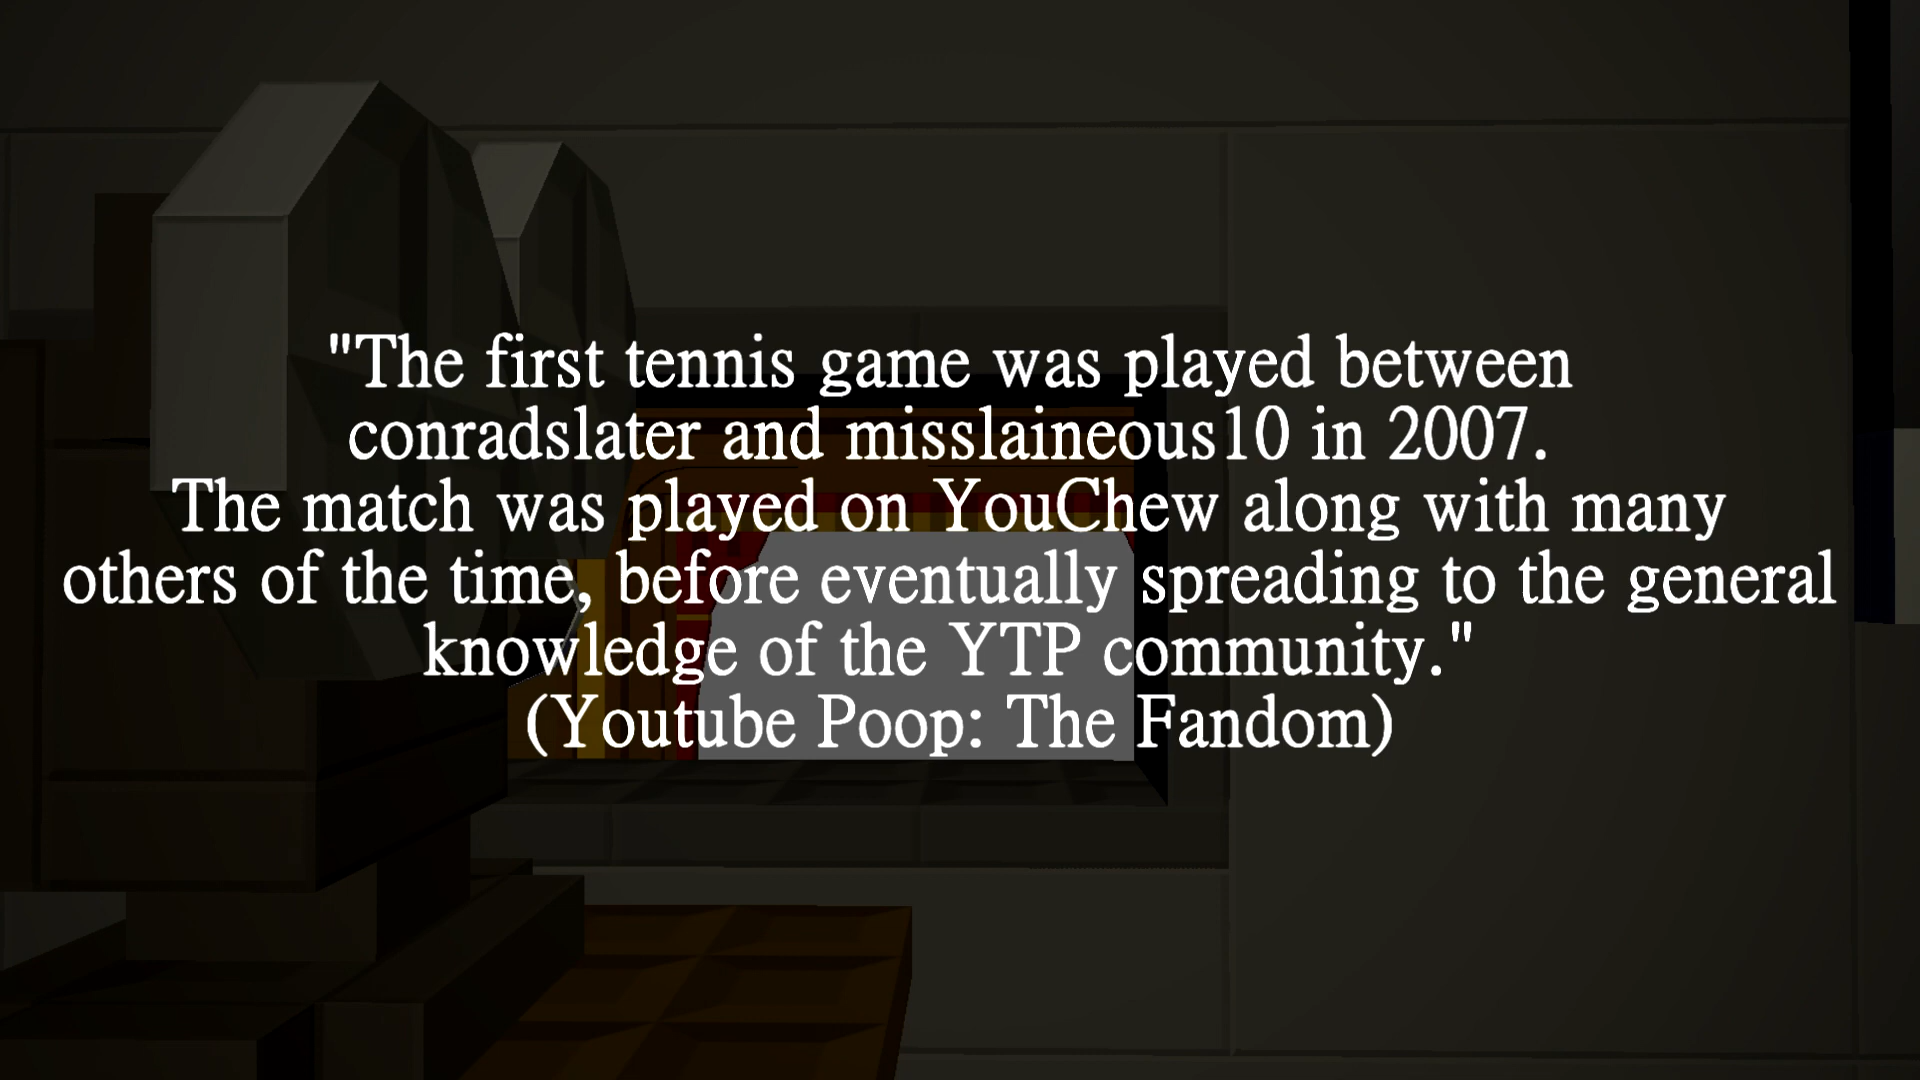 "The first tennis game was played between
conradslater and misslaineous10 in 2007.
The match was played on YouChew along with many
others of the time, before eventually spreading to the general
knowledge of the YTP community."
(Youtube Poop: The Fandom)